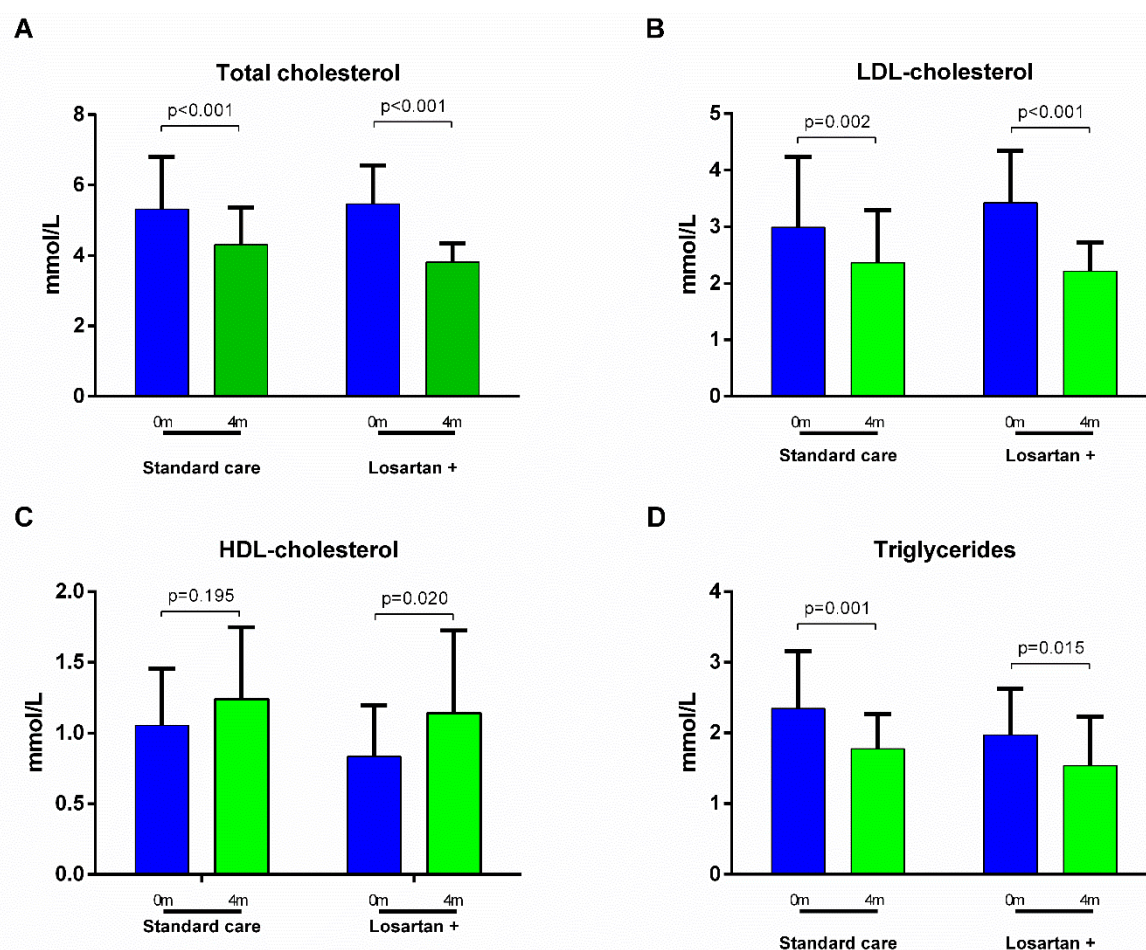 A
Total cholesterol
8
6
4
2
0
mmol/L
p<0.001
p<0.001
0m 4m 0m 4m
Standard care Losartan +
B
LDL-cholesterol
5
4
3
2
1
0
mmol/L
p=0.002
p<0.001
0m 4m 0m 4m
Standard care Losartan +
C
HDL-cholesterol
2.0
1.5
1.0
0.5
0.0
mmol/L
p=0.195
p=0.020
0m 4m 0m 4m
Standard care Losartan +
D
Triglycerides
4
3
2
1
0
mmol/L
p=0.001
p=0.015
0m 4m 0m 4m
Standard care Losartan +